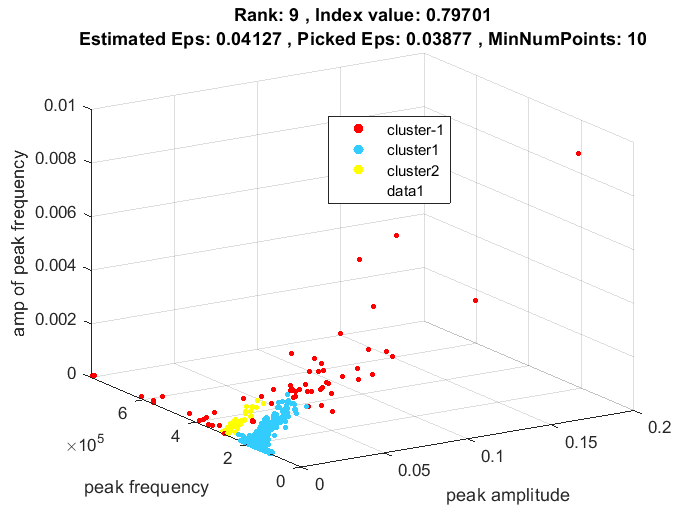 Rank: 9 , Index value: 0.79701
Estimated Eps: 0.04127 , Picked Eps: 0.03877 , MinNumPoints: 10
0.01
0.008
0.006
0.004
0.002
0
amp of peak frequency
cluster-1
cluster1
cluster2
data1
6
4
2
0
×10⁵
peak frequency
0
0.05
0.1
0.15
0.2
peak amplitude